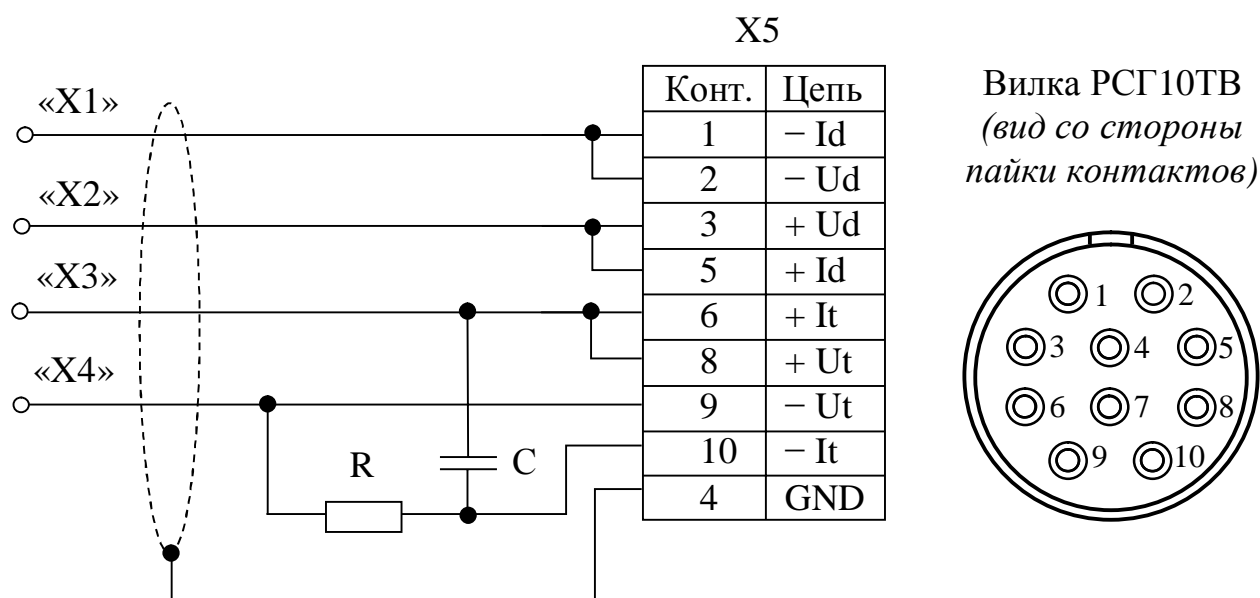 X5
Конт. Цепь
«X1»
1 − Id
2 − Ud
«X2»
3 + Ud
5 + Id
«X3»
6 + It
8 + Ut
«X4»
9 − Ut
10 − It
4 GND
R
C
Вилка РСГ10ТВ
(вид со стороны
пайки контактов)
1 2
3 4 5
6 7 8
9 10